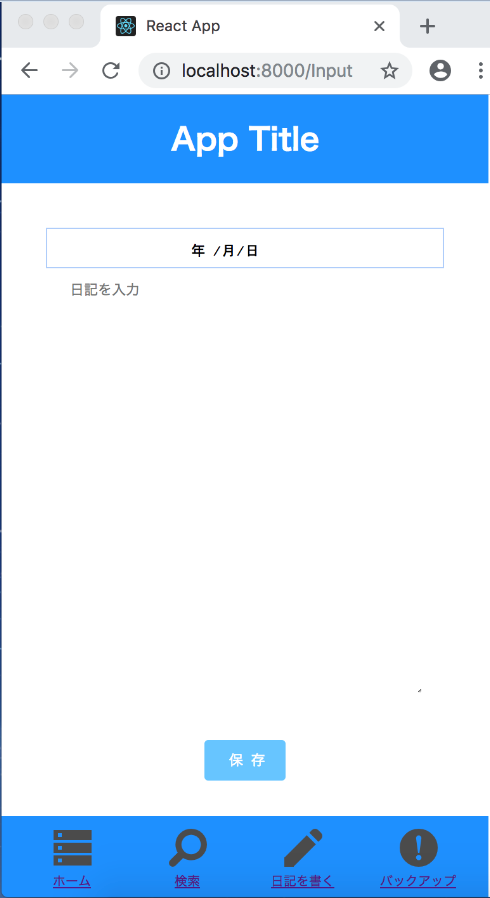 React App
localhost:8000/Input
App Title
年 /月/日
日記を入力
保 存
ホーム 検索 日記を書く バックアップ